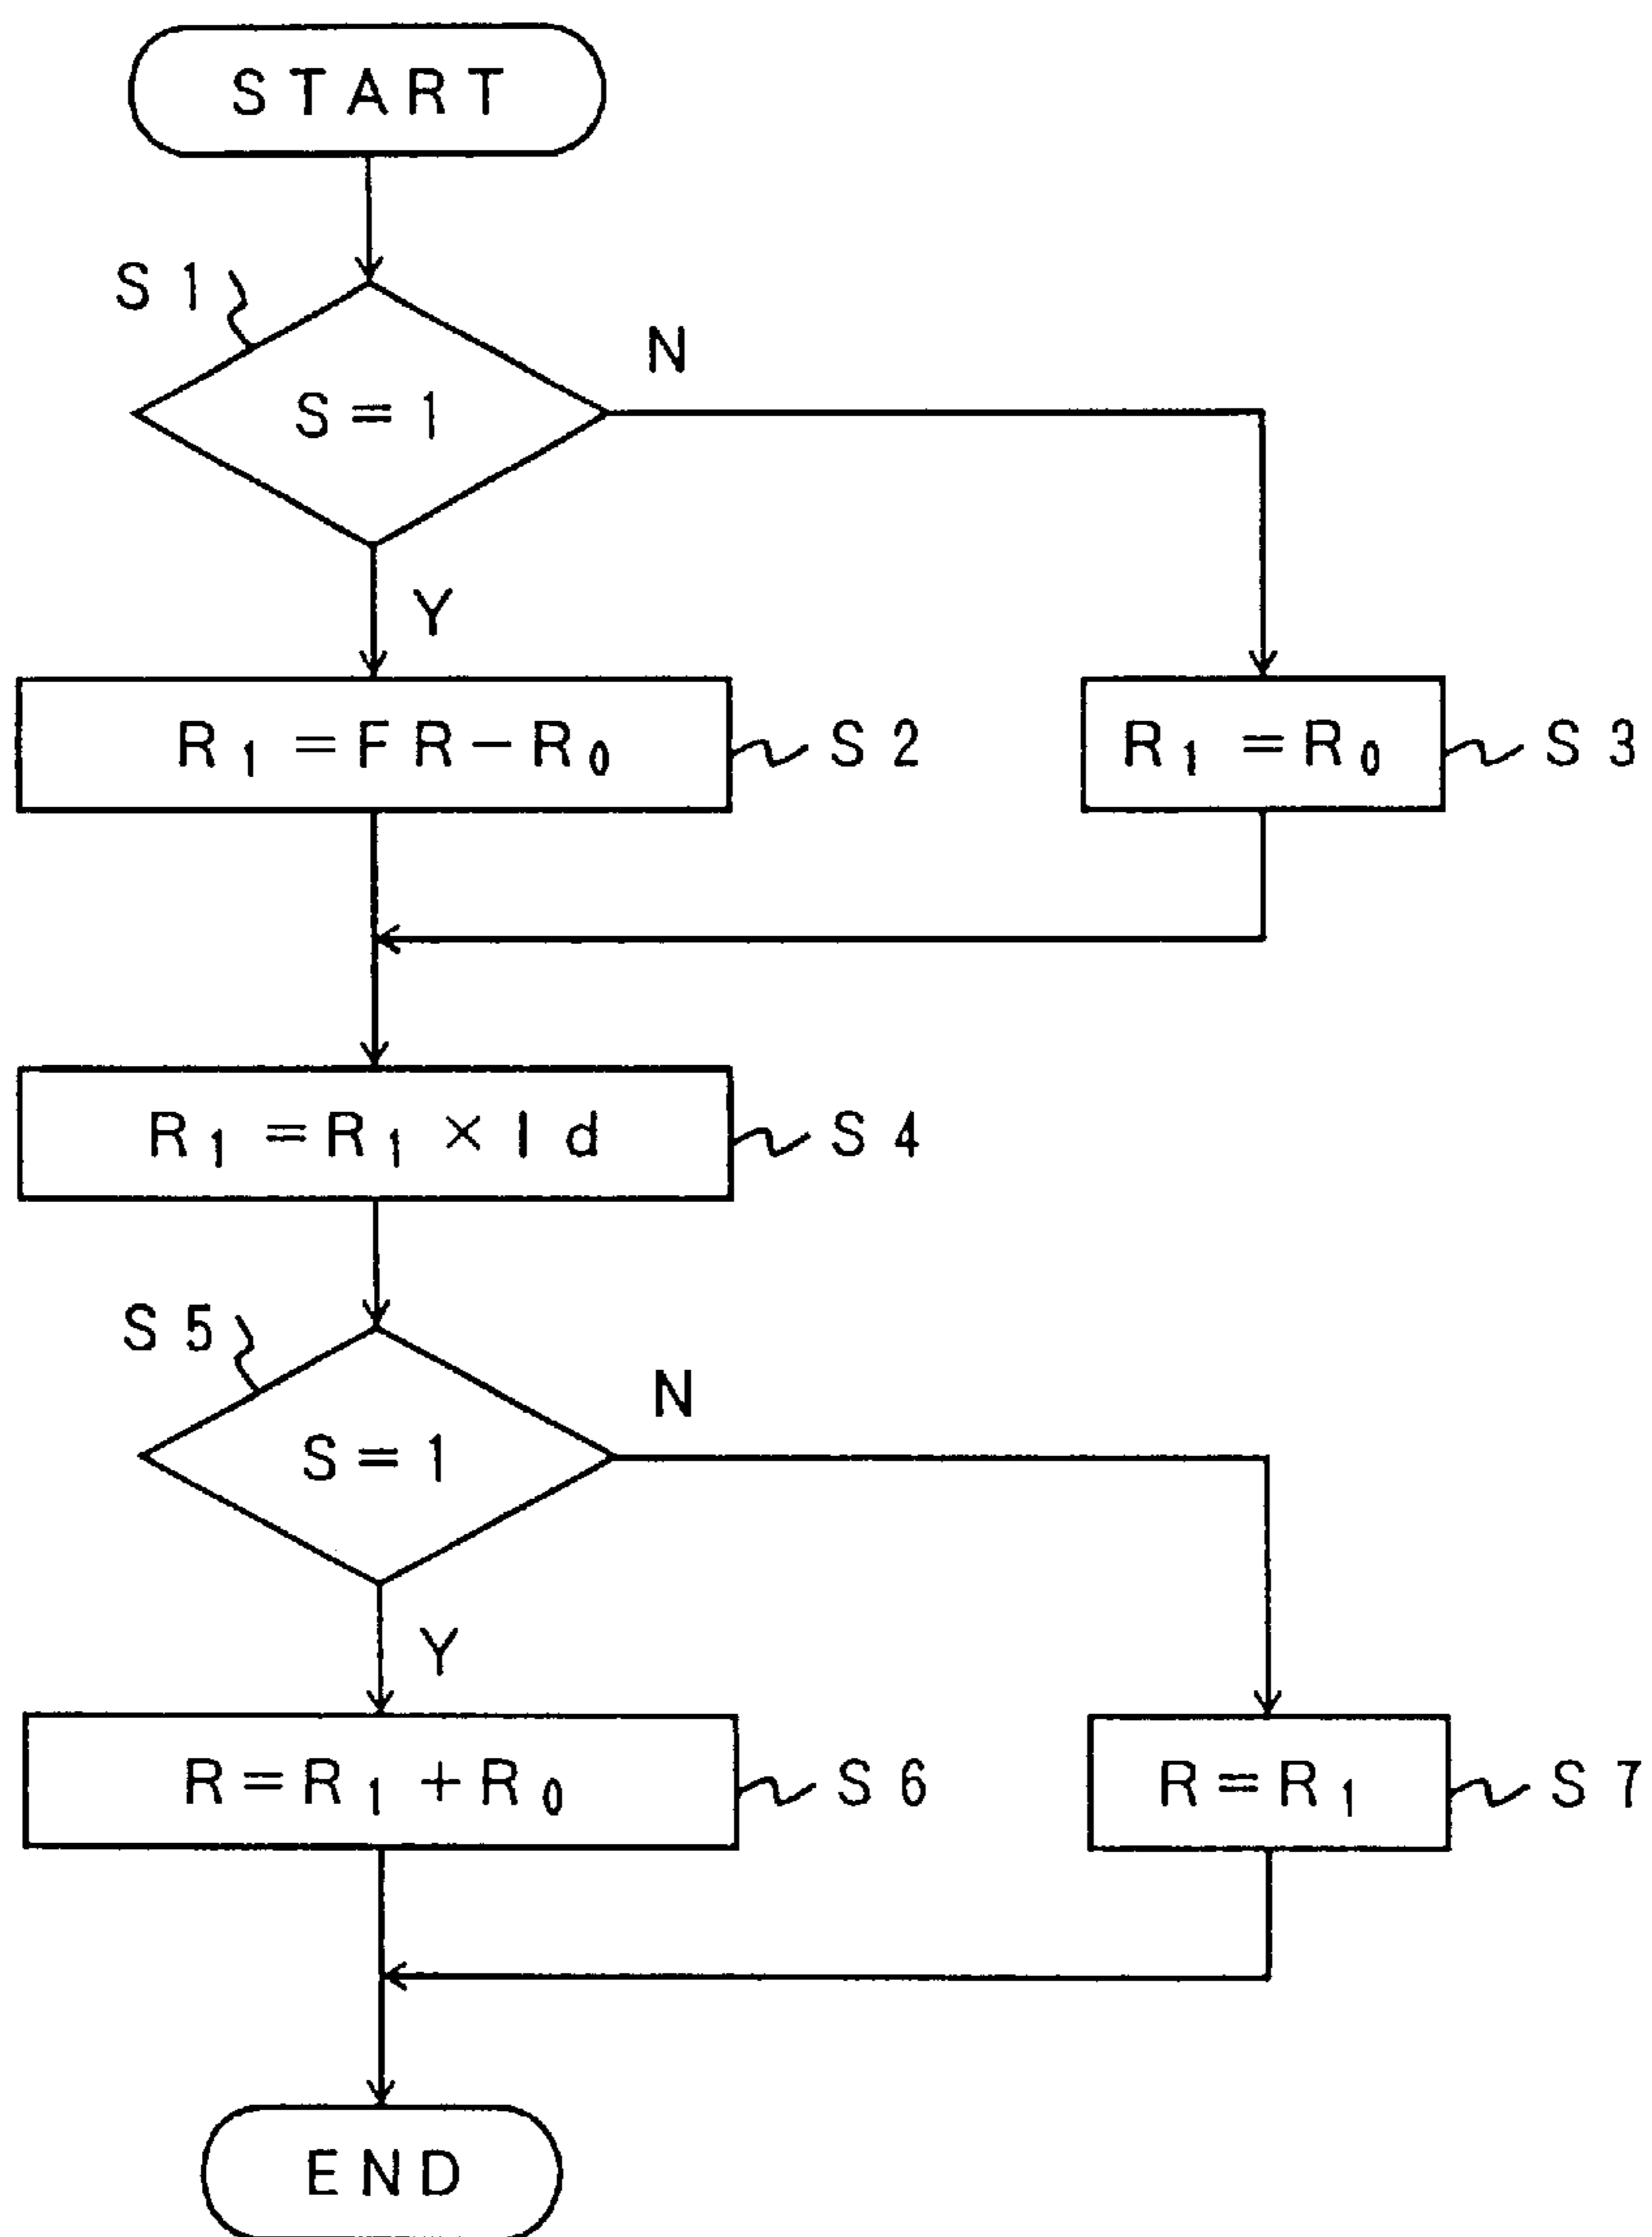 START
S1
N
S=1
Y
R₁=FR−R₀
S2
R₁=R₀
S3
R₁=R₁×Id
S4
S5
N
S=1
Y
R=R₁+R₀
S6
R=R₁
S7
END